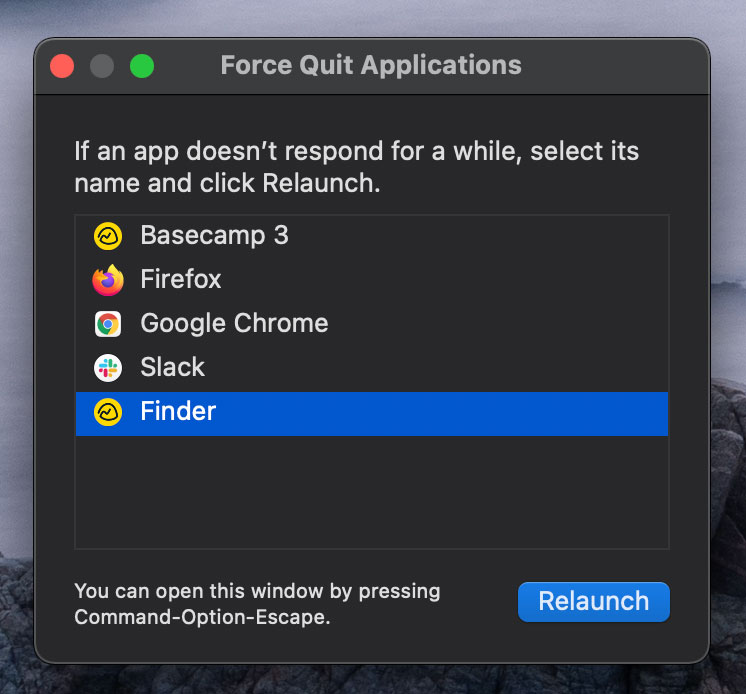 Force Quit Applications
If an app doesn’t respond for a while, select its
name and click Relaunch.
Basecamp 3
Firefox
Google Chrome
Slack
Finder
You can open this window by pressing
Command-Option-Escape.
Relaunch